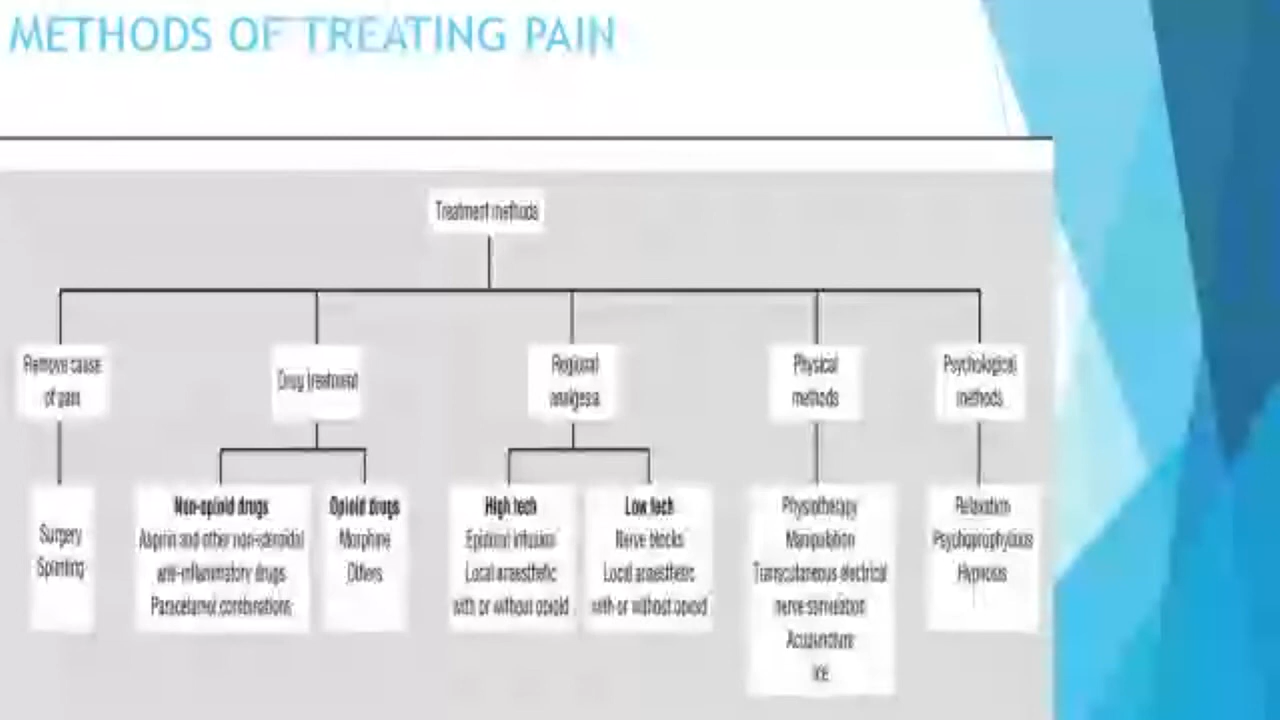 METHODS OF TREATING PAIN
Treatment methods
Remove cause
of pain
Drug treatment
Regional
analgesia
Physical
methods
Psychological
methods
Surgery
Splinting
Non-opioid drugs
Aspirin and other non-steroidal
anti-inflammatory drugs
Paracetamol combinations
Opioid drugs
Morphine
Others
High tech
Epidural infusion
Local anaesthetic
with or without opioid
Low tech
Nerve blocks
Local anaesthetic
with or without opioid
Physiotherapy
Manipulation
Transcutaneous electrical
nerve stimulation
Acupuncture
Ice
Relaxation
Psychoprophylaxis
Hypnosis